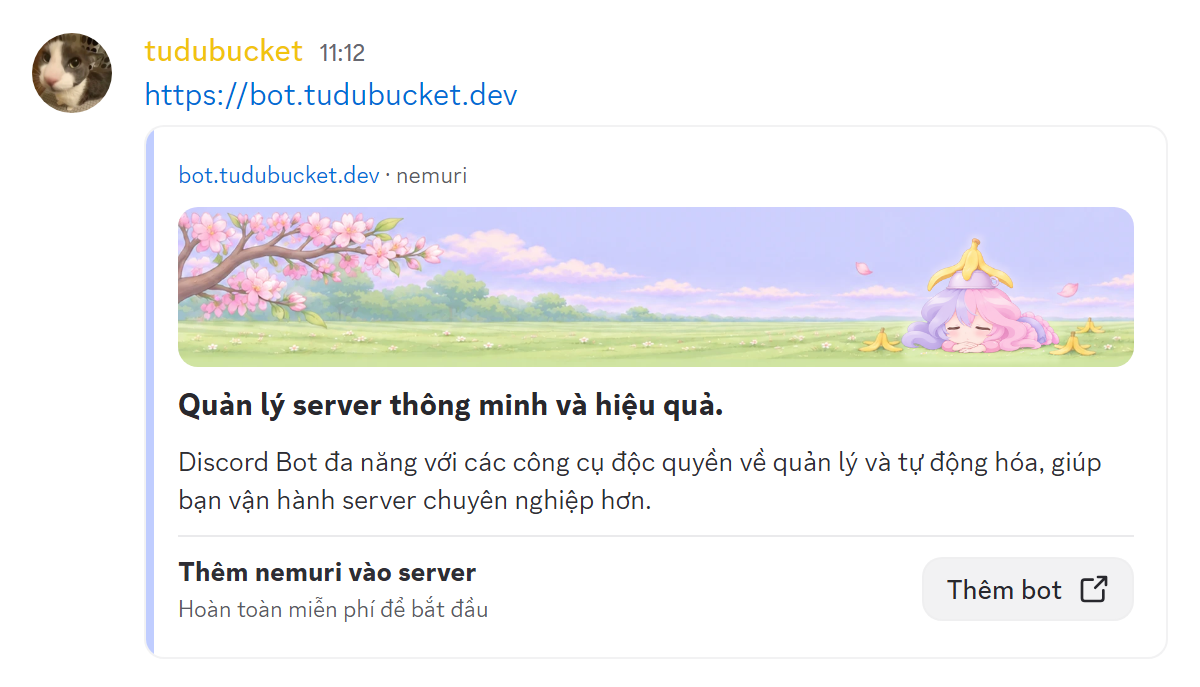 tudubucket 11:12
https://bot.tudubucket.dev
bot.tudubucket.dev · nemuri
Quản lý server thông minh và hiệu quả.
Discord Bot đa năng với các công cụ độc quyền về quản lý và tự động hóa, giúp
bạn vận hành server chuyên nghiệp hơn.
Thêm nemuri vào server
Hoàn toàn miễn phí để bắt đầu
Thêm bot